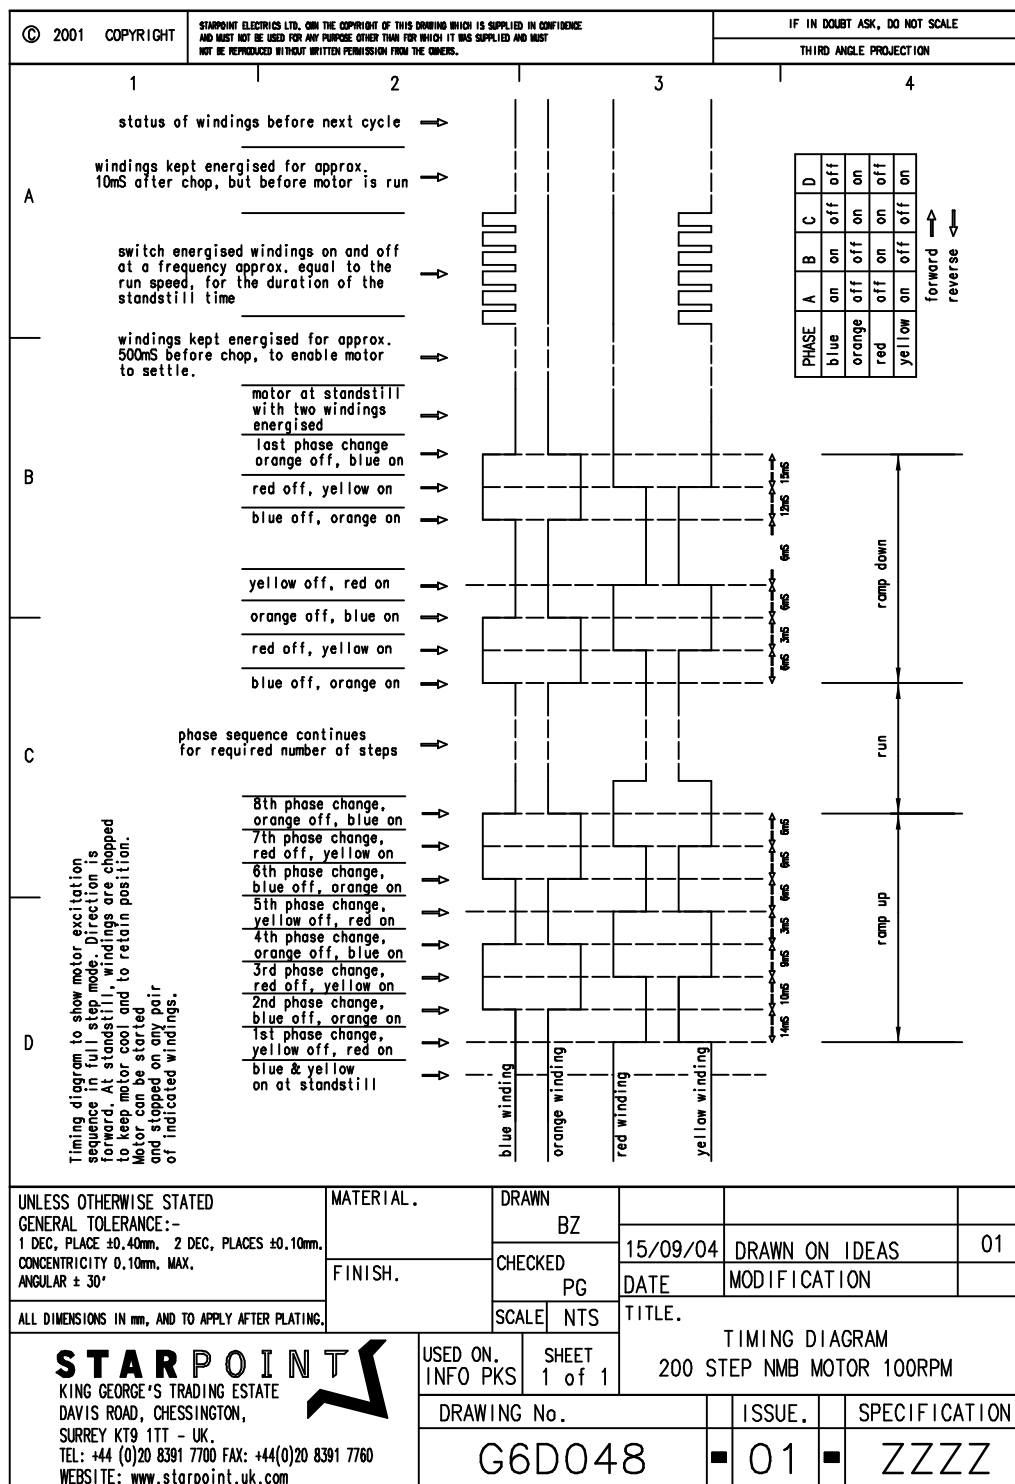 © 2001 COPYRIGHT
STARPOINT ELECTRICS LTD, OWN THE COPYRIGHT OF THIS DRAWING WHICH IS SUPPLIED IN CONFIDENCE
AND MUST NOT BE USED FOR ANY PURPOSE OTHER THAN FOR WHICH IT WAS SUPPLIED AND MUST
NOT BE REPRODUCED WITHOUT WRITTEN PERMISSION FROM THE OWNERS.
IF IN DOUBT ASK, DO NOT SCALE
THIRD ANGLE PROJECTION
1 2 3 4
A
B
C
D
status of windings before next cycle
windings kept energised for approx.
10mS after chop, but before motor is run
switch energised windings on and off
at a frequency approx. equal to the
run speed, for the duration of the
standstill time
windings kept energised for approx.
500mS before chop, to enable motor
to settle.
motor at standstill
with two windings
energised
last phase change
orange off, blue on
red off, yellow on
blue off, orange on
yellow off, red on
orange off, blue on
red off, yellow on
blue off, orange on
phase sequence continues
for required number of steps
8th phase change,
orange off, blue on
7th phase change,
red off, yellow on
6th phase change,
blue off, orange on
5th phase change,
yellow off, red on
4th phase change,
orange off, blue on
3rd phase change,
red off, yellow on
2nd phase change,
blue off, orange on
1st phase change,
yellow off, red on
blue & yellow
on at standstill
PHASE A B C D
blue on on off off
orange off off on on
red off on on off
yellow on off off on
forward
reverse
15mS
12mS
6mS
6mS
3mS
6mS
ramp down
run
6mS
6mS
6mS
3mS
9mS
10mS
14mS
ramp up
blue winding
orange winding
red winding
yellow winding
Timing diagram to show motor excitation
sequence in full step mode. Direction is
forward. At standstill, windings are chopped
to keep motor cool and to retain position.
Motor can be started
and stopped on any pair
of indicated windings.
UNLESS OTHERWISE STATED
GENERAL TOLERANCE:-
1 DEC, PLACE ±0.40mm, 2 DEC, PLACES ±0.10mm,
CONCENTRICITY 0.10mm, MAX.
ANGULAR ± 30'
ALL DIMENSIONS IN mm, AND TO APPLY AFTER PLATING.
MATERIAL.
FINISH.
DRAWN
BZ
CHECKED
PG
SCALE NTS
15/09/04 DRAWN ON IDEAS 01
DATE MODIFICATION
TITLE.
TIMING DIAGRAM
200 STEP NMB MOTOR 100RPM
STARPOINT
KING GEORGE'S TRADING ESTATE
DAVIS ROAD, CHESSINGTON,
SURREY KT9 1TT - UK.
TEL: +44 (0)20 8391 7700 FAX: +44(0)20 8391 7760
WEBSITE: www.starpoint.uk.com
USED ON.
INFO PKS
SHEET
1 of 1
DRAWING No. ISSUE. SPECIFICATION
G6D048 - 01 - ZZZZ